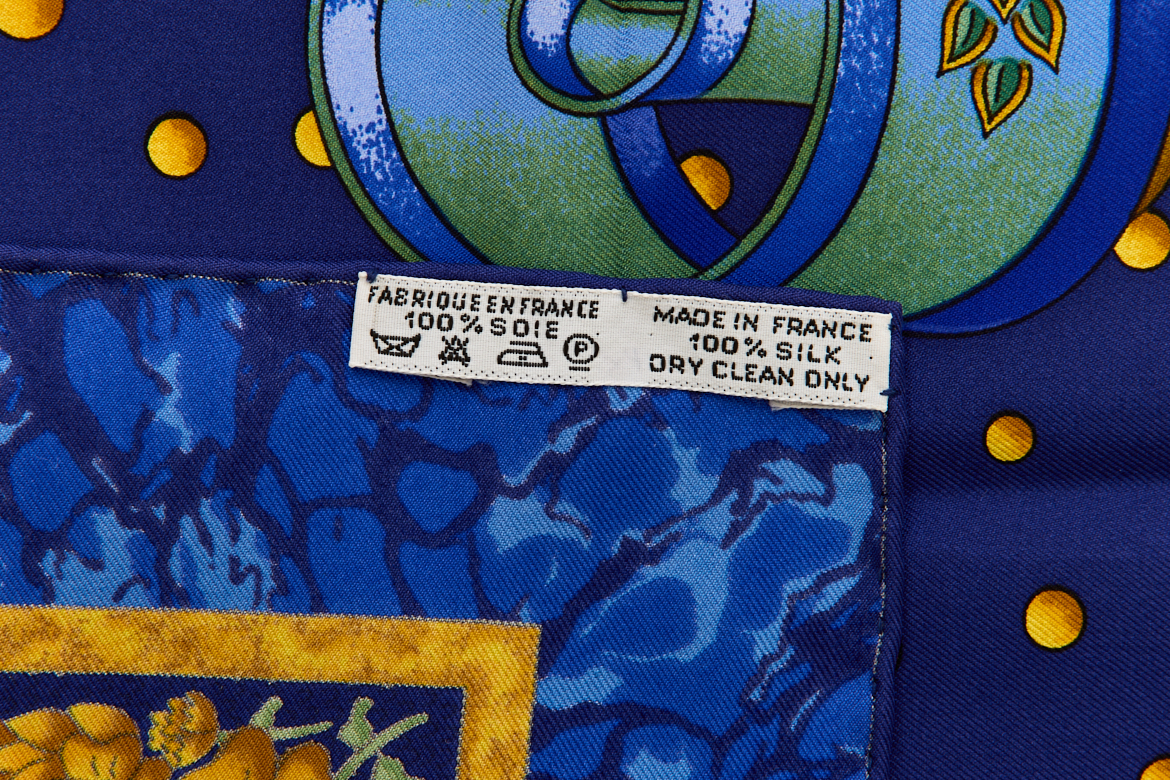 FABRIQUE EN FRANCE
100% SOIE
P
MADE IN FRANCE
100% SILK
DRY CLEAN ONLY